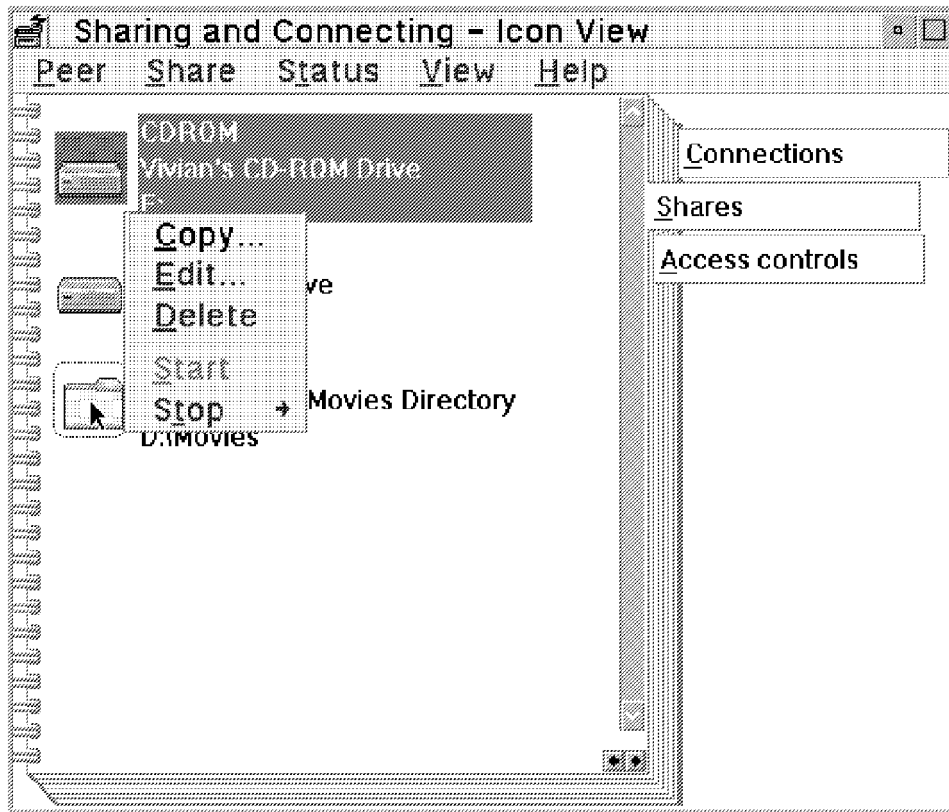 Sharing and Connecting – Icon View
Peer Share Status View Help
CDROM
Vivian's CD-ROM Drive
Connections
Shares
Access controls
Copy...
Edit...
Delete
Start
Stop
Movies Directory
D:\Movies